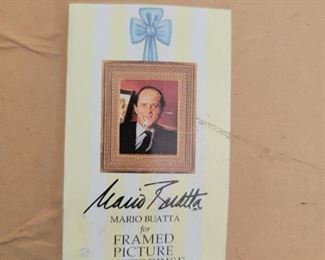 Mario Buatta
MARIO BUATTA
for
FRAMED
PICTURE